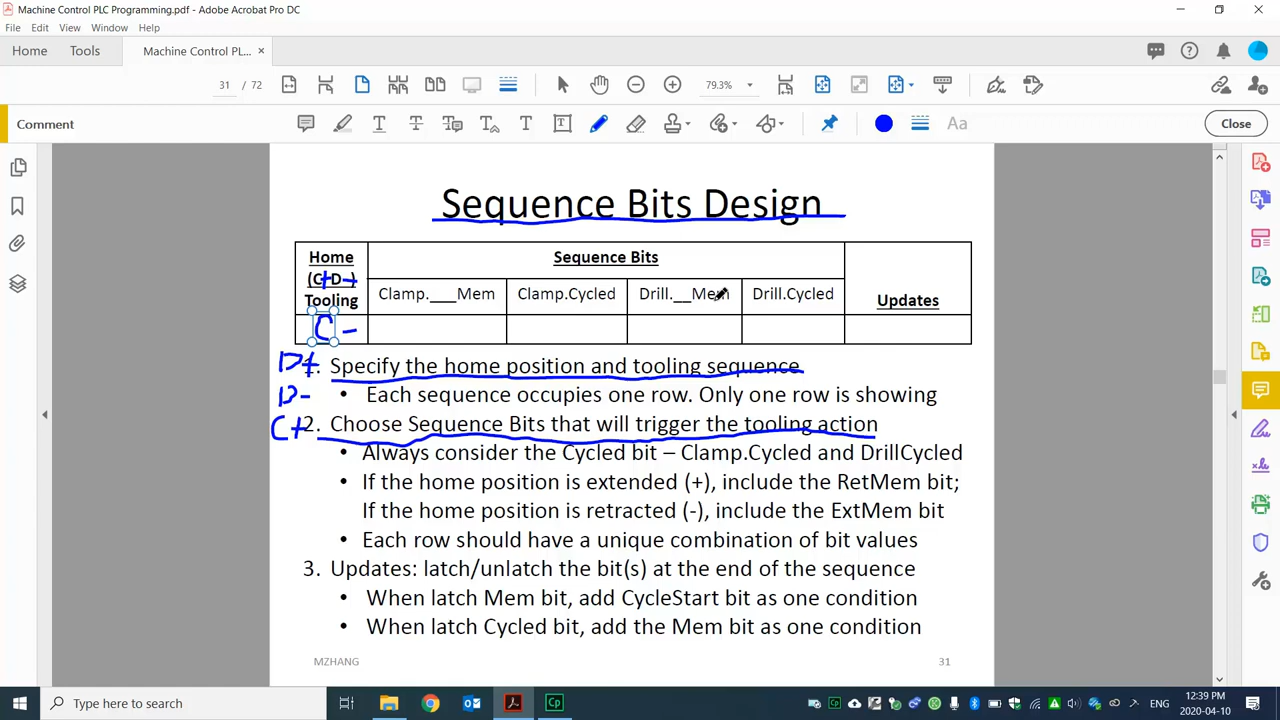 Machine Control PLC Programming.pdf - Adobe Acrobat Pro DC
File Edit View Window Help
Home Tools Machine Control PL... ×
31 / 72 79.3%
Comment Aa Close
Sequence Bits Design
Home (C+D-) Tooling
Sequence Bits
Clamp.___Mem Clamp.Cycled Drill.__Mem Drill.Cycled
Updates
C -
D+
1. Specify the home position and tooling sequence
D-
• Each sequence occupies one row. Only one row is showing
C+
2. Choose Sequence Bits that will trigger the tooling action
• Always consider the Cycled bit – Clamp.Cycled and DrillCycled
• If the home position is extended (+), include the RetMem bit;
If the home position is retracted (-), include the ExtMem bit
• Each row should have a unique combination of bit values
3. Updates: latch/unlatch the bit(s) at the end of the sequence
• When latch Mem bit, add CycleStart bit as one condition
• When latch Cycled bit, add the Mem bit as one condition
MZHANG 31
Type here to search
ENG
12:39 PM
2020-04-10